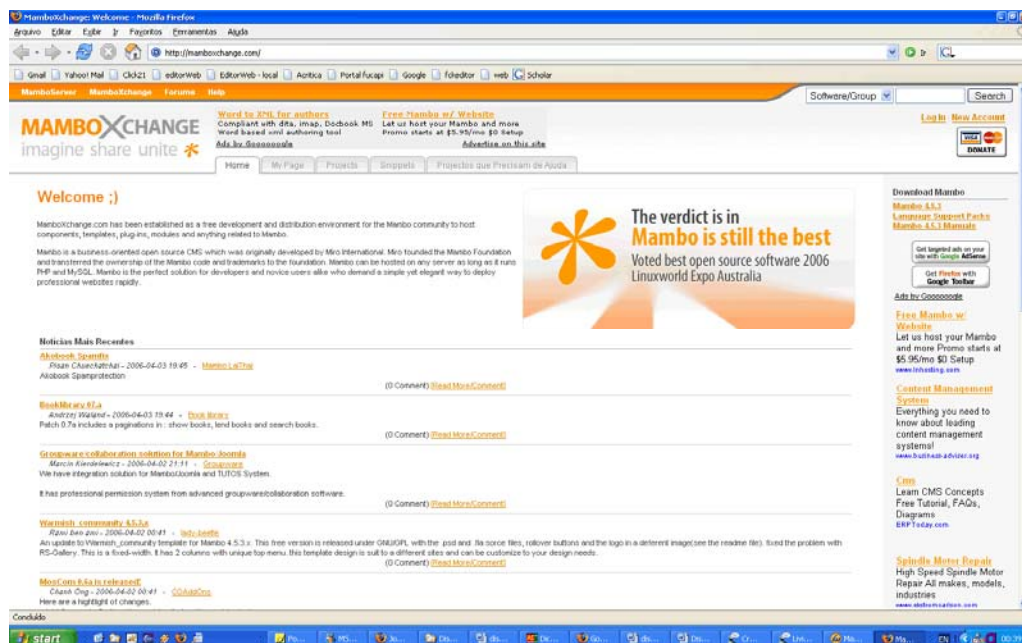 MamboXchange: Welcome - Mozilla Firefox
Arquivo Editar Exibir Ir Favoritos Ferramentas Ajuda
http://mamboxchange.com/
Gmail Yahoo! Mail Click21 editorWeb EditorWeb - local Acritica Portal fucapi Google fckeditor web Scholar
MamboServer MamboXchange Forums Help
Software/Group Search
MAMBOXCHANGE
imagine share unite
Word to XML for authors
Compliant with dita, imap, Docbook MS
Word based xml authoring tool
Free Mambo w/ Website
Let us host your Mambo and more
Promo starts at $5.95/mo $0 Setup
Ads by Goooooogle Advertise on this site
Log In New Account
VISA
DONATE
Home My Page Projects Snippets Projectos que Precisam de Ajuda
Welcome ;)
MamboXchange.com has been established as a free development and distribution environment for the Mambo community to host
components, templates, plug-ins, modules and anything related to Mambo.
Mambo is a business-oriented open source CMS which was originally developed by Miro International. Miro founded the Mambo Foundation
and transferred the ownership of the Mambo code and trademarks to the foundation. Mambo can be hosted on any server as long as it runs
PHP and MySQL. Mambo is the perfect solution for developers and novice users alike who demand a simple yet elegant way to deploy
professional websites rapidly.
The verdict is in
Mambo is still the best
Voted best open source software 2006
Linuxworld Expo Australia
Notícias Mais Recentes
Akobook Spamfix
2006-04-03 19:45 - Mambo LaiThai
Akobook Spamprotection
(0 Comment) [Read More/Comment]
BookLibrary 07.a
Andrzej - 2006-04-03 19:44 - Book library
Patch 0.7a includes a paginations in : show books, lend books and search books.
(0 Comment) [Read More/Comment]
Groupware collaboration solution for Mambo Joomla
Marcin - 2006-04-02 21:11 - Groupware
We have integration solution for Mambo/Joomla and TUTOS System.
It has professional permission system from advanced groupware/collaboration software.
(0 Comment) [Read More/Comment]
Warmish_community 4.5.3.x
2006-04-02 00:41 - lady-beetle
An update to Warmish_community template for Mambo 4.5.3.x. This free version is released under GNU/GPL with the .psd and .fla sorce files, rollover buttons and the logo in a deferent image(see the readme file). fixed the problem with
RS-Gallery. This is a fixed-width. It has 2 columns with unique top menu. this template design is suit to a different sites and can be customize to your design needs.
(0 Comment) [Read More/Comment]
MosCom 0.6a is released!
Chanh Ong - 2006-04-02 00:41 - COAddOns
Here are a hightlight of changes.
Download Mambo
Mambo 4.5.3
Language Support Packs
Mambo 4.5.3 Manuals
Get targeted ads on your
site with Google AdSense
Get Firefox with
Google Toolbar
Ads by Goooooogle
Free Mambo w/
Website
Let us host your Mambo
and more Promo starts at
$5.95/mo $0 Setup
www.inhosting.com
Content Management
System
Everything you need to
know about leading
content management
systems!
www.business-advider.org
Cms
Learn CMS Concepts
Free Tutorial, FAQs,
Diagrams
ERPToday.com
Spindle Motor Repair
High Speed Spindle Motor
Repair All makes, models,
industries
Concluído
start
EN 00:39